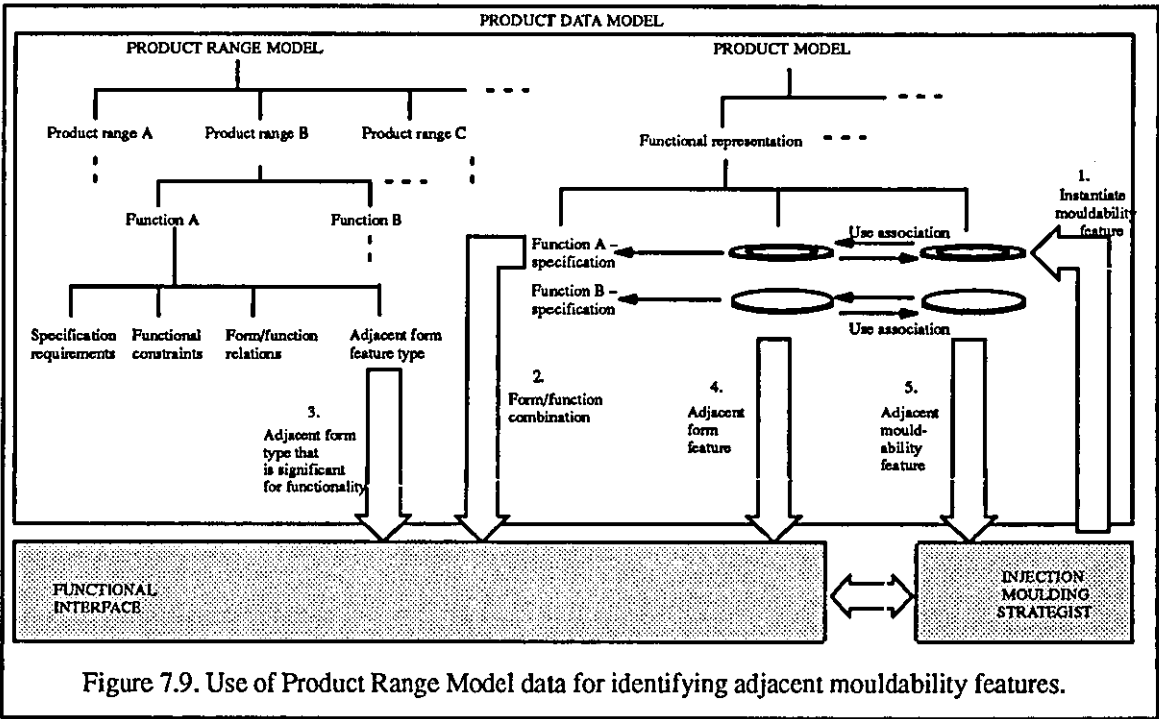 PRODUCT DATA MODEL
PRODUCT RANGE MODEL
PRODUCT MODEL
Product range A
Product range B
Product range C
Functional representation
Function A
Function B
1.
Instantiate
mouldability
feature
Function A –
specification
Use association
Function B –
specification
Use association
Specification
requirements
Functional
constraints
Form/function
relations
Adjacent form
feature type
2.
Form/function
combination
3.
Adjacent form
type that
is significant
for functionality
4.
Adjacent
form
feature
5.
Adjacent
mould-
ability
feature
FUNCTIONAL
INTERFACE
INJECTION
MOULDING
STRATEGIST
Figure 7.9. Use of Product Range Model data for identifying adjacent mouldability features.